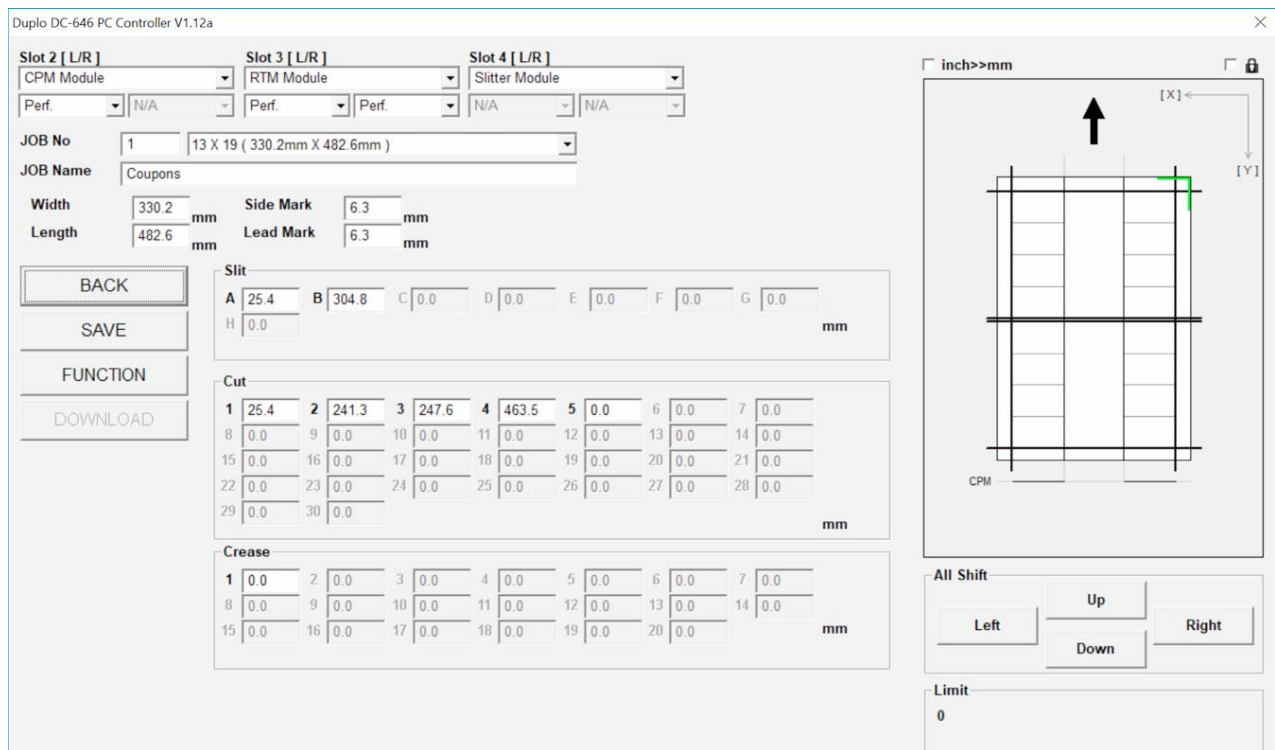 Duplo DC-646 PC Controller V1.12a
Slot 2 [ L/R ] Slot 3 [ L/R ] Slot 4 [ L/R ]
CPM Module RTM Module Slitter Module
Perf. N/A Perf. Perf. N/A N/A
JOB No 1 13 X 19 ( 330.2mm X 482.6mm )
JOB Name Coupons
Width 330.2 mm Side Mark 6.3 mm
Length 482.6 mm Lead Mark 6.3 mm
BACK
SAVE
FUNCTION
DOWNLOAD
Slit
A 25.4 B 304.8 C 0.0 D 0.0 E 0.0 F 0.0 G 0.0
H 0.0 mm
Cut
1 25.4 2 241.3 3 247.6 4 463.5 5 0.0 6 0.0 7 0.0
8 0.0 9 0.0 10 0.0 11 0.0 12 0.0 13 0.0 14 0.0
15 0.0 16 0.0 17 0.0 18 0.0 19 0.0 20 0.0 21 0.0
22 0.0 23 0.0 24 0.0 25 0.0 26 0.0 27 0.0 28 0.0
29 0.0 30 0.0
mm
Crease
1 0.0 2 0.0 3 0.0 4 0.0 5 0.0 6 0.0 7 0.0
8 0.0 9 0.0 10 0.0 11 0.0 12 0.0 13 0.0 14 0.0
15 0.0 16 0.0 17 0.0 18 0.0 19 0.0 20 0.0 mm
inch>>mm
[X]
[Y]
CPM
All Shift
Up
Left Right
Down
Limit
0